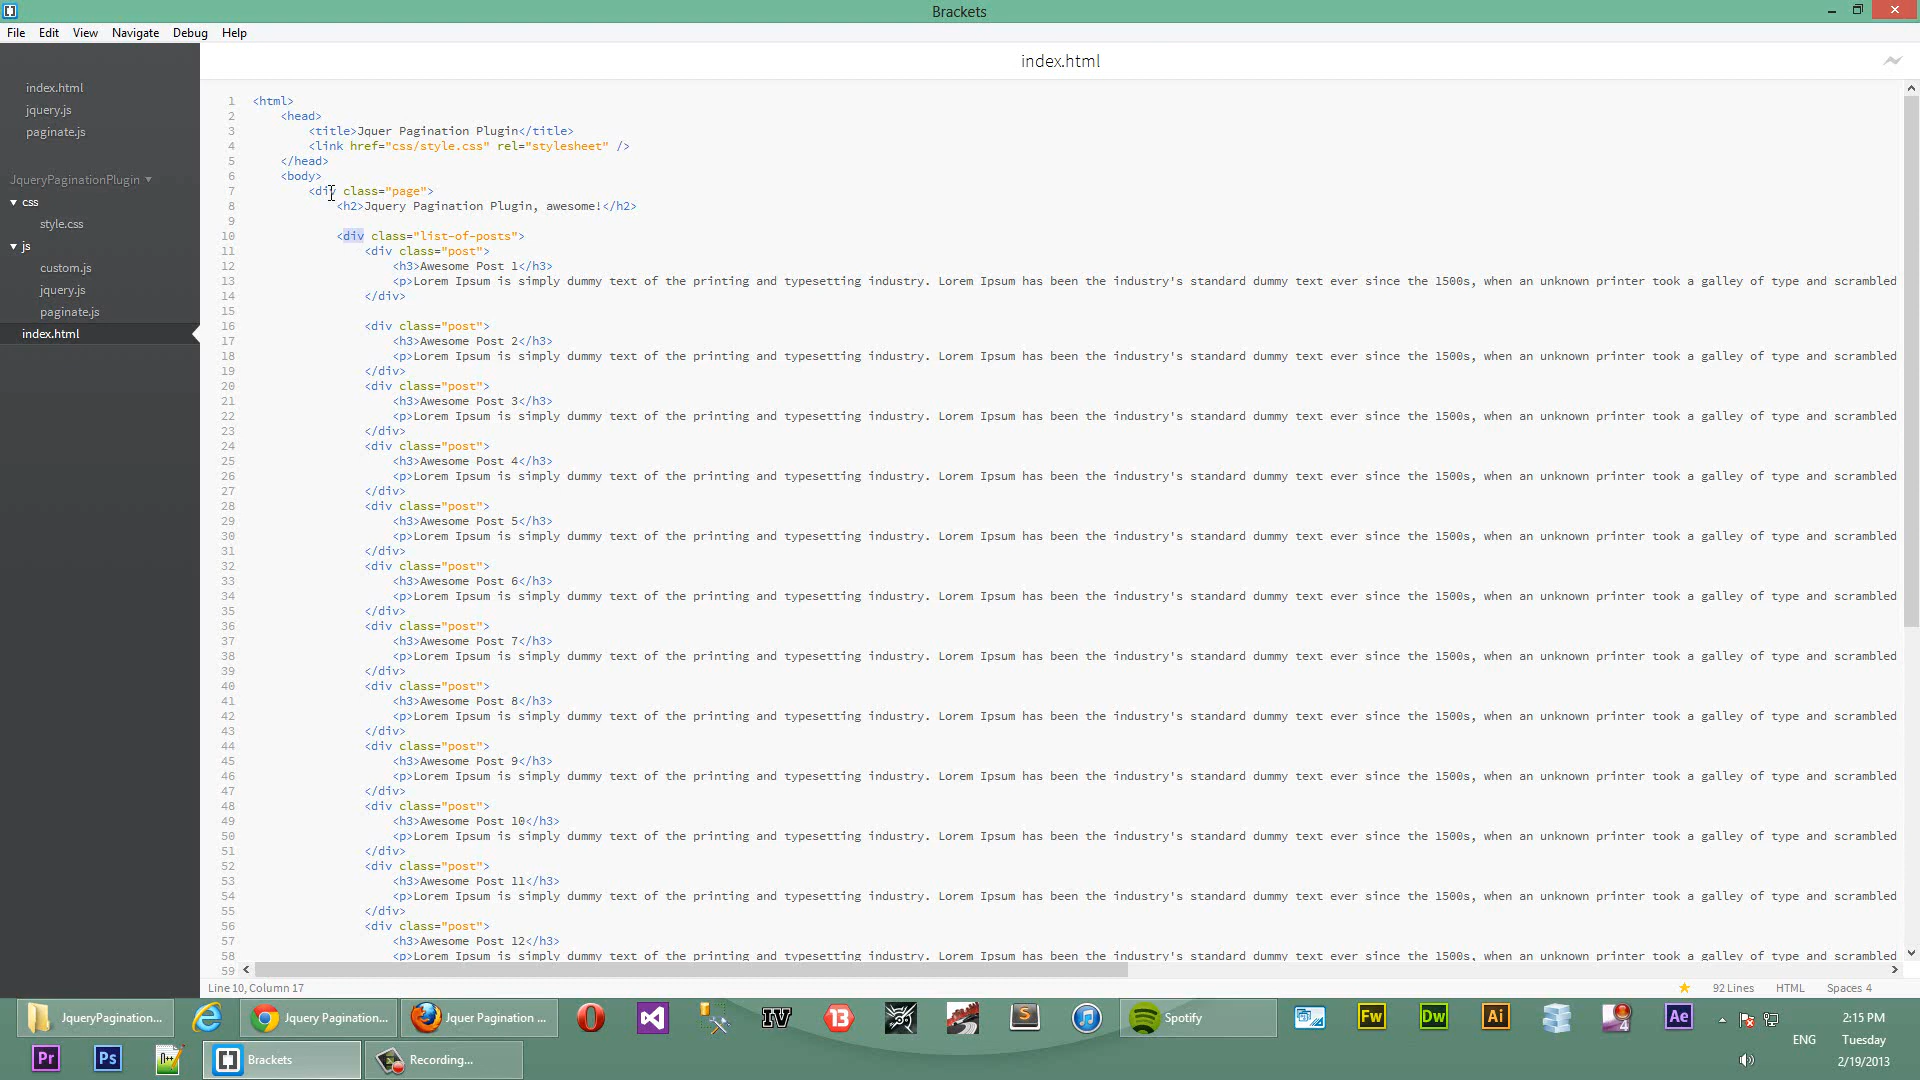 Brackets
File Edit View Navigate Debug Help
index.html
index.html
jquery.js
paginate.js
JqueryPaginationPlugin
css
style.css
js
custom.js
jquery.js
paginate.js
index.html
1 <html>
2 <head>
3 <title>Jquer Pagination Plugin</title>
4 <link href="css/style.css" rel="stylesheet" />
5 </head>
6 <body>
7 <div class="page">
8 <h2>Jquery Pagination Plugin, awesome!</h2>
9
10 <div class="list-of-posts">
11 <div class="post">
12 <h3>Awesome Post 1</h3>
13 <p>Lorem Ipsum is simply dummy text of the printing and typesetting industry. Lorem Ipsum has been the industry's standard dummy text ever since the 1500s, when an unknown printer took a galley of type and scrambled
14 </div>
15
16 <div class="post">
17 <h3>Awesome Post 2</h3>
18 <p>Lorem Ipsum is simply dummy text of the printing and typesetting industry. Lorem Ipsum has been the industry's standard dummy text ever since the 1500s, when an unknown printer took a galley of type and scrambled
19 </div>
20 <div class="post">
21 <h3>Awesome Post 3</h3>
22 <p>Lorem Ipsum is simply dummy text of the printing and typesetting industry. Lorem Ipsum has been the industry's standard dummy text ever since the 1500s, when an unknown printer took a galley of type and scrambled
23 </div>
24 <div class="post">
25 <h3>Awesome Post 4</h3>
26 <p>Lorem Ipsum is simply dummy text of the printing and typesetting industry. Lorem Ipsum has been the industry's standard dummy text ever since the 1500s, when an unknown printer took a galley of type and scrambled
27 </div>
28 <div class="post">
29 <h3>Awesome Post 5</h3>
30 <p>Lorem Ipsum is simply dummy text of the printing and typesetting industry. Lorem Ipsum has been the industry's standard dummy text ever since the 1500s, when an unknown printer took a galley of type and scrambled
31 </div>
32 <div class="post">
33 <h3>Awesome Post 6</h3>
34 <p>Lorem Ipsum is simply dummy text of the printing and typesetting industry. Lorem Ipsum has been the industry's standard dummy text ever since the 1500s, when an unknown printer took a galley of type and scrambled
35 </div>
36 <div class="post">
37 <h3>Awesome Post 7</h3>
38 <p>Lorem Ipsum is simply dummy text of the printing and typesetting industry. Lorem Ipsum has been the industry's standard dummy text ever since the 1500s, when an unknown printer took a galley of type and scrambled
39 </div>
40 <div class="post">
41 <h3>Awesome Post 8</h3>
42 <p>Lorem Ipsum is simply dummy text of the printing and typesetting industry. Lorem Ipsum has been the industry's standard dummy text ever since the 1500s, when an unknown printer took a galley of type and scrambled
43 </div>
44 <div class="post">
45 <h3>Awesome Post 9</h3>
46 <p>Lorem Ipsum is simply dummy text of the printing and typesetting industry. Lorem Ipsum has been the industry's standard dummy text ever since the 1500s, when an unknown printer took a galley of type and scrambled
47 </div>
48 <div class="post">
49 <h3>Awesome Post 10</h3>
50 <p>Lorem Ipsum is simply dummy text of the printing and typesetting industry. Lorem Ipsum has been the industry's standard dummy text ever since the 1500s, when an unknown printer took a galley of type and scrambled
51 </div>
52 <div class="post">
53 <h3>Awesome Post 11</h3>
54 <p>Lorem Ipsum is simply dummy text of the printing and typesetting industry. Lorem Ipsum has been the industry's standard dummy text ever since the 1500s, when an unknown printer took a galley of type and scrambled
55 </div>
56 <div class="post">
57 <h3>Awesome Post 12</h3>
58 <p>Lorem Ipsum is simply dummy text of the printing and typesetting industry. Lorem Ipsum has been the industry's standard dummy text ever since the 1500s, when an unknown printer took a galley of type and scrambled
59
Line 10, Column 17 92 Lines HTML Spaces 4
JqueryPagination... Jquery Pagination... Jquer Pagination ... IV 13 S Spotify Fw Dw Ai 4 Ae ENG 2:15 PM
Tuesday
2/19/2013
Pr Ps Brackets Recording...